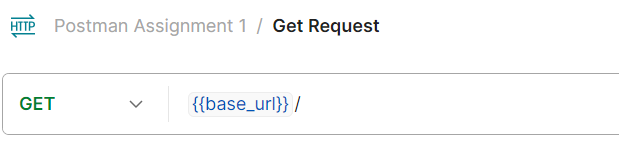 HTTP Postman Assignment 1 / Get Request
GET {{base_url}} /